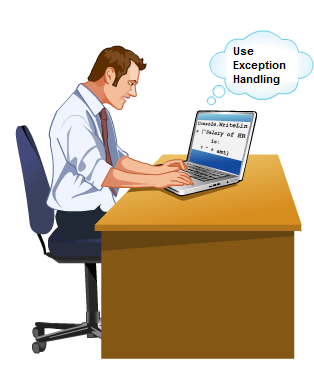 Use
Exception
Handling
Console.WriteLin
e ("Salary of HR
is:
" + " + amt)